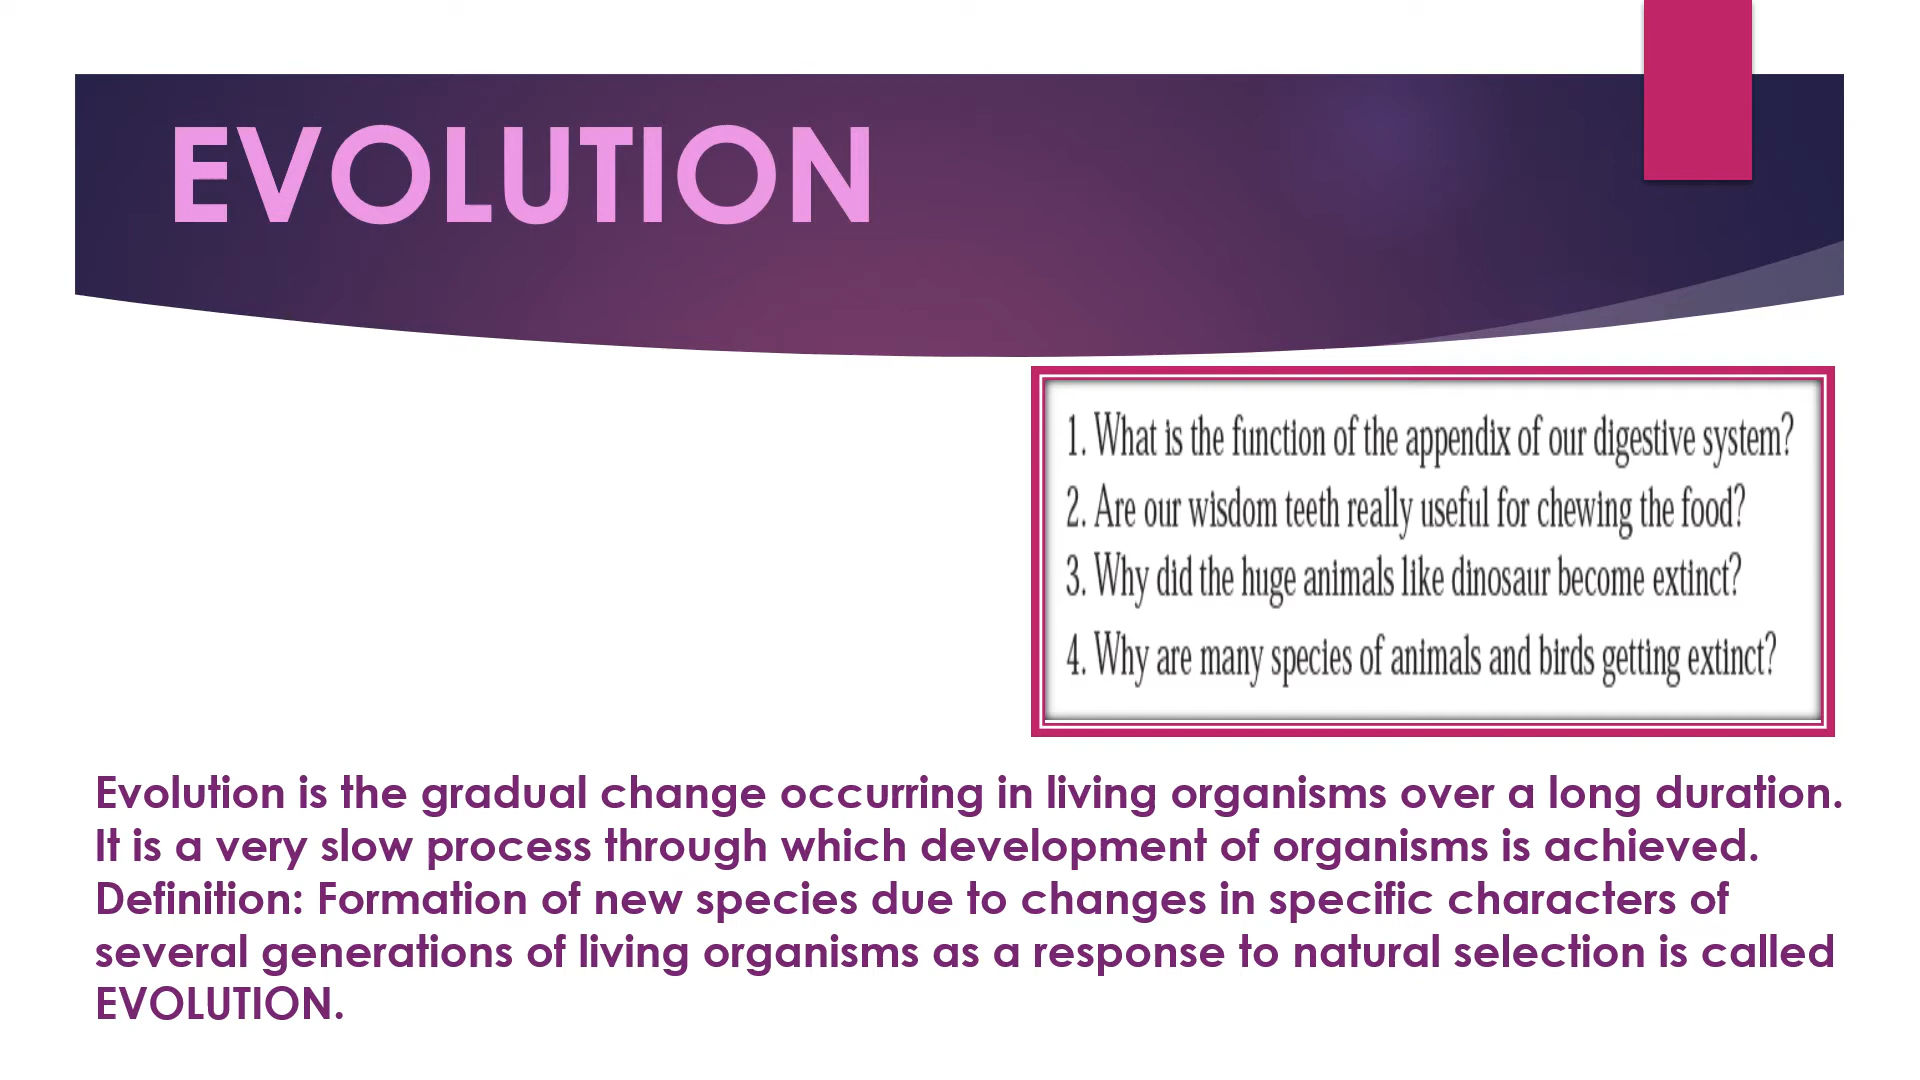 EVOLUTION
1. What is the function of the appendix of our digestive system?
2. Are our wisdom teeth really useful for chewing the food?
3. Why did the huge animals like dinosaur become extinct?
4. Why are many species of animals and birds getting extinct?
Evolution is the gradual change occurring in living organisms over a long duration.
It is a very slow process through which development of organisms is achieved.
Definition: Formation of new species due to changes in specific characters of
several generations of living organisms as a response to natural selection is called
EVOLUTION.